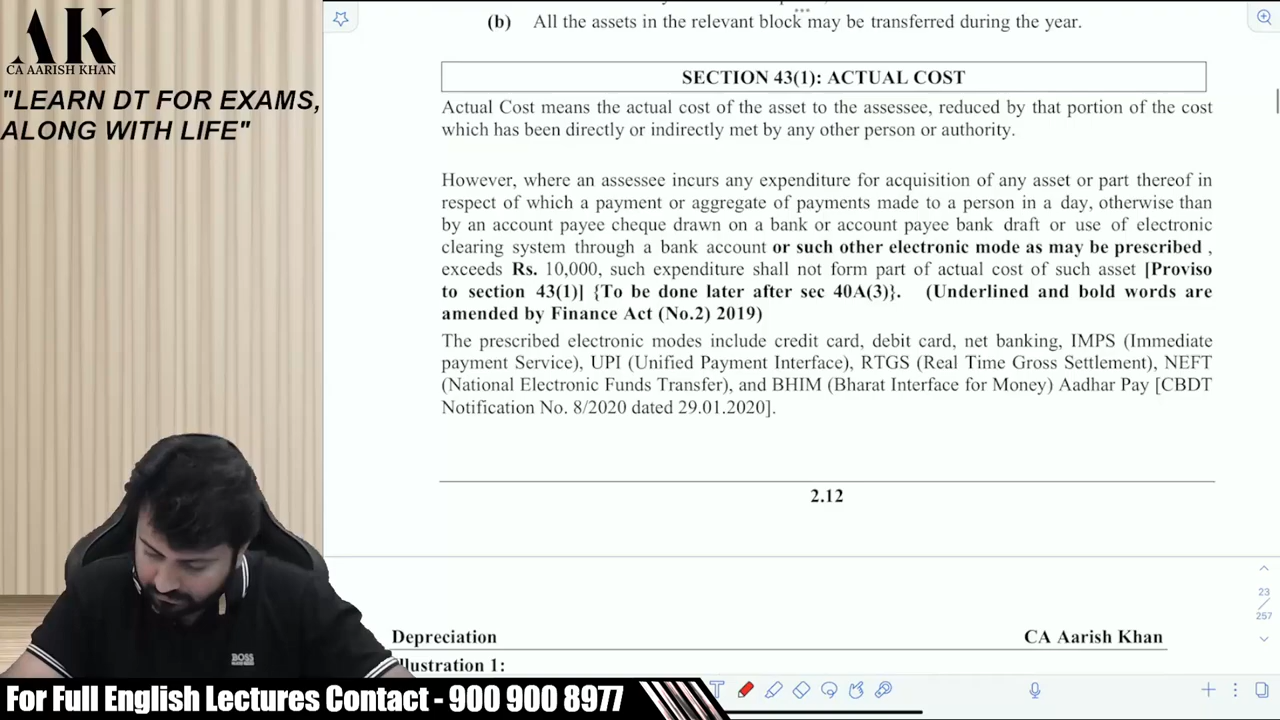 AK
CA AARISH KHAN
"LEARN DT FOR EXAMS,
ALONG WITH LIFE"
(b) All the assets in the relevant block may be transferred during the year.
SECTION 43(1): ACTUAL COST
Actual Cost means the actual cost of the asset to the assessee, reduced by that portion of the cost
which has been directly or indirectly met by any other person or authority.
However, where an assessee incurs any expenditure for acquisition of any asset or part thereof in
respect of which a payment or aggregate of payments made to a person in a day, otherwise than
by an account payee cheque drawn on a bank or account payee bank draft or use of electronic
clearing system through a bank account or such other electronic mode as may be prescribed ,
exceeds Rs. 10,000, such expenditure shall not form part of actual cost of such asset [Proviso
to section 43(1)] {To be done later after sec 40A(3)}. (Underlined and bold words are
amended by Finance Act (No.2) 2019)
The prescribed electronic modes include credit card, debit card, net banking, IMPS (Immediate
payment Service), UPI (Unified Payment Interface), RTGS (Real Time Gross Settlement), NEFT
(National Electronic Funds Transfer), and BHIM (Bharat Interface for Money) Aadhar Pay [CBDT
Notification No. 8/2020 dated 29.01.2020].
2.12
23
/
257
Depreciation CA Aarish Khan
Illustration 1:
BOSS
For Full English Lectures Contact - 900 900 8977